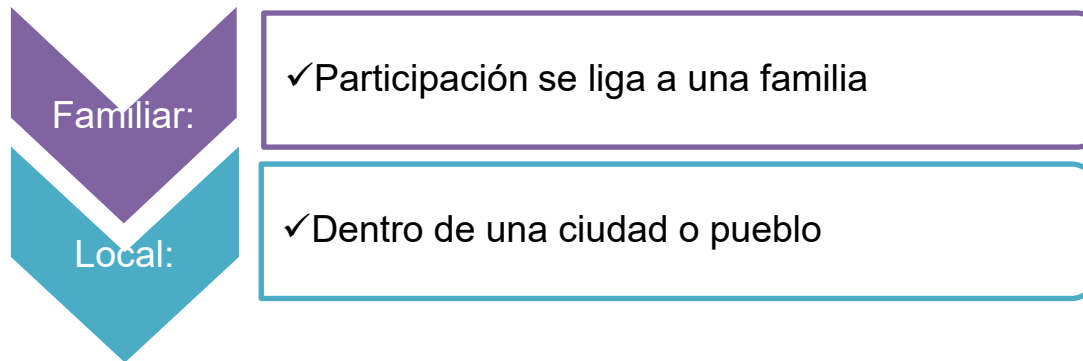 Familiar:
✓Participación se liga a una familia
Local:
✓Dentro de una ciudad o pueblo